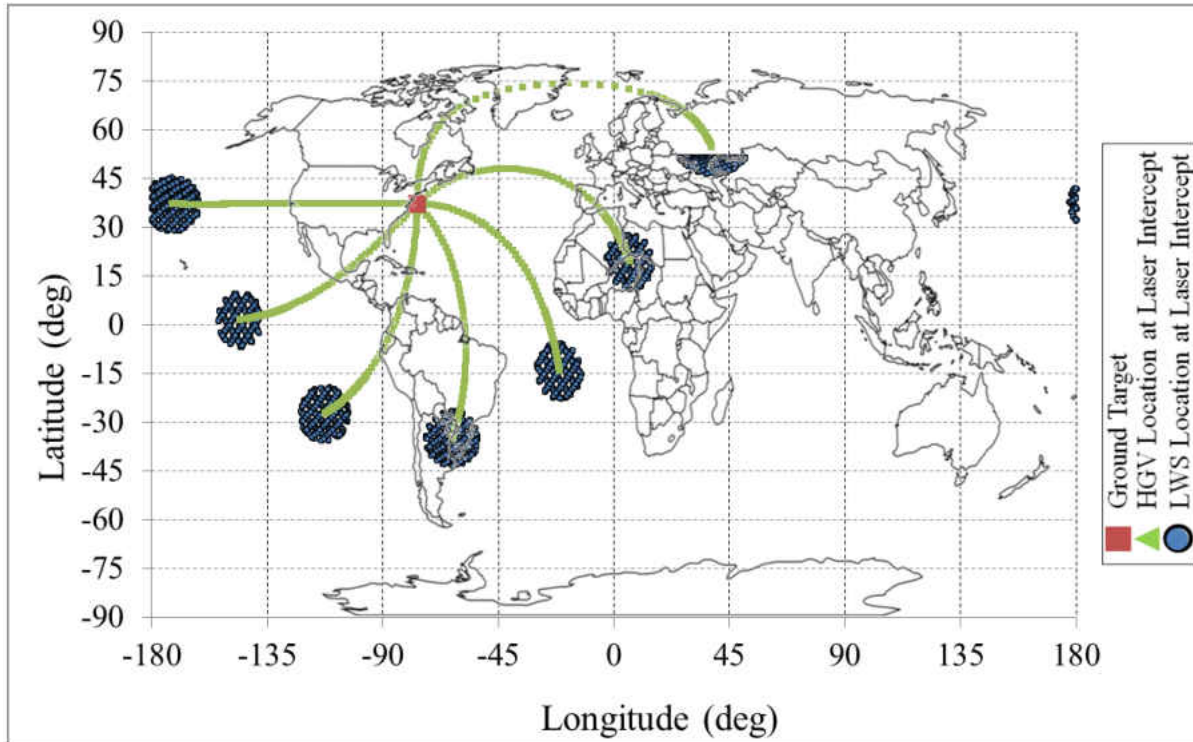 90
75
60
45
30
15
0
-15
-30
-45
-60
-75
-90
Latitude (deg)
-180 -135 -90 -45 0 45 90 135 180
Longitude (deg)
Ground Target
HGV Location at Laser Intercept
LWS Location at Laser Intercept